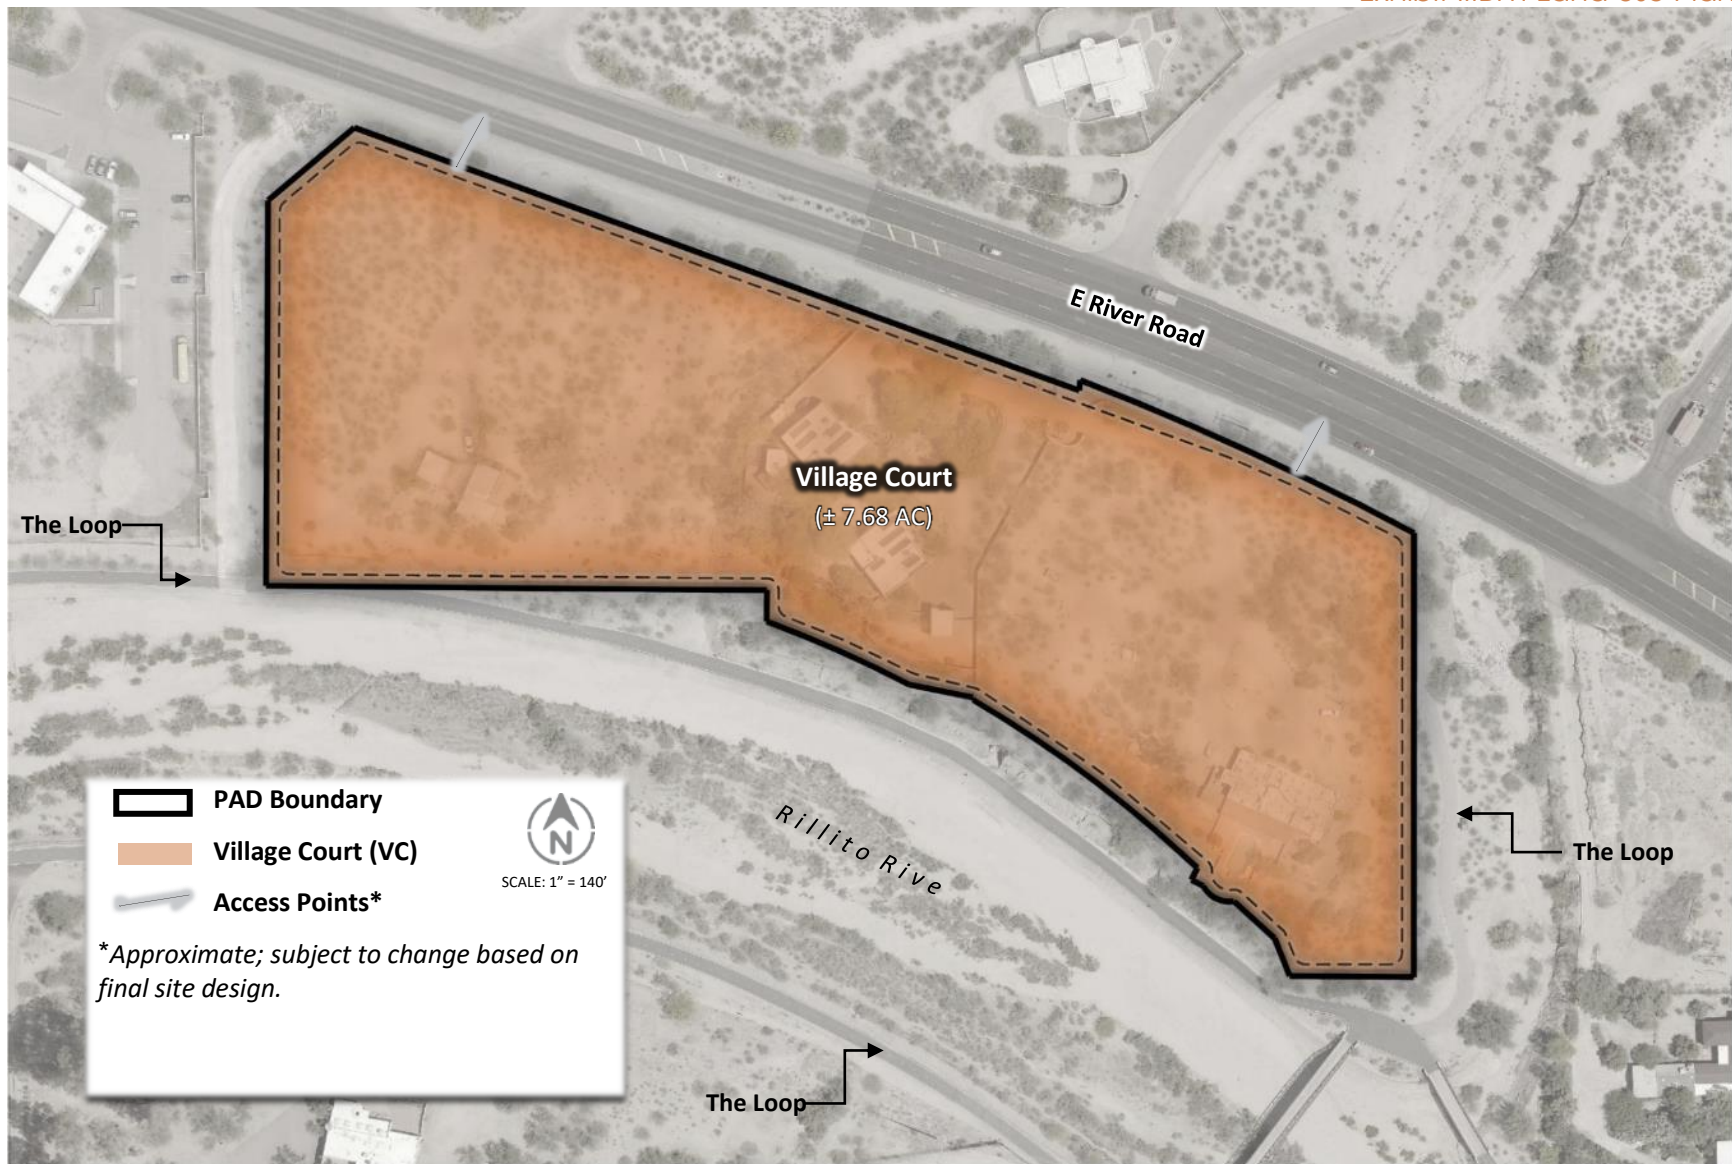 E River Road
Village Court
(± 7.68 AC)
The Loop
PAD Boundary
Village Court (VC)
Access Points*
N
SCALE: 1" = 140'
*Approximate; subject to change based on
final site design.
Rillito Rive
The Loop
The Loop